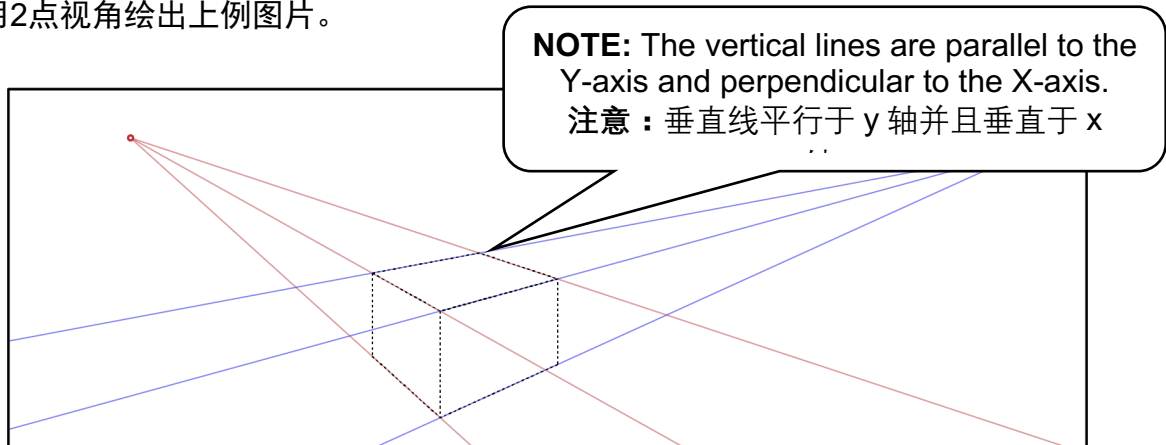 2点视角绘出上例图片。
NOTE: The vertical lines are parallel to the
Y-axis and perpendicular to the X-axis.
注意：垂直线平行于 y 轴并且垂直于 x